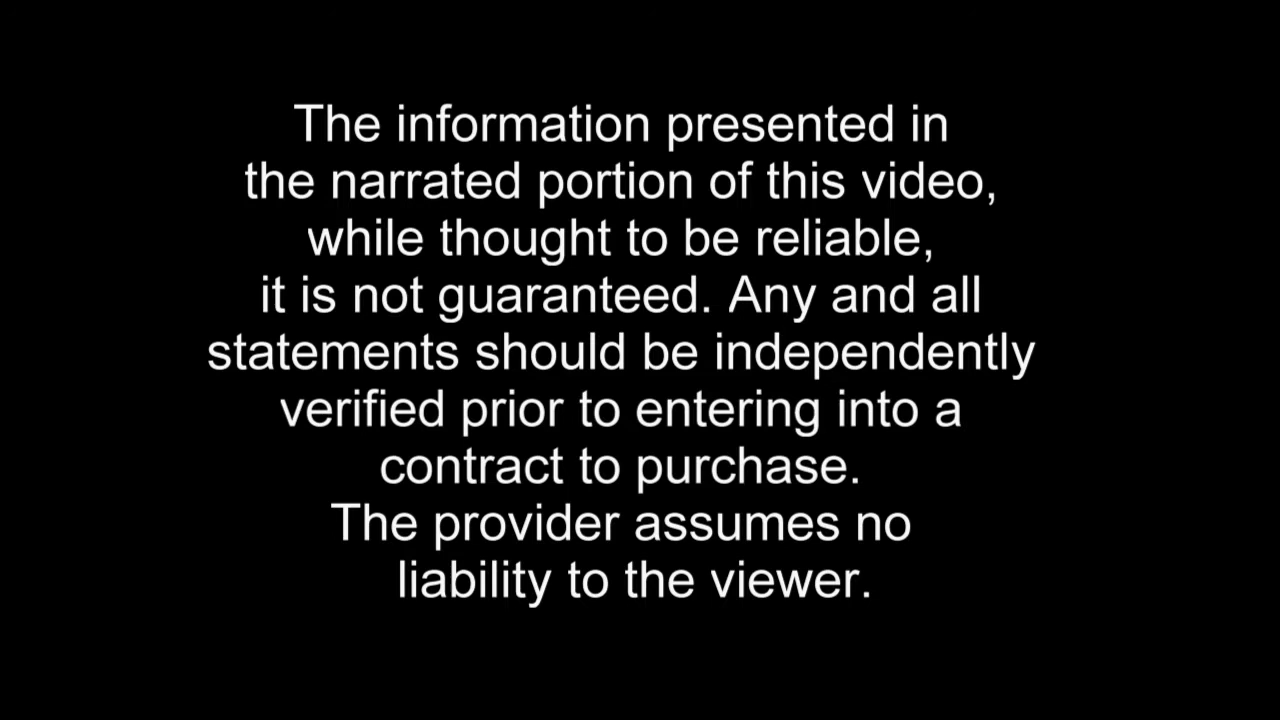 The information presented in
the narrated portion of this video,
while thought to be reliable,
it is not guaranteed. Any and all
statements should be independently
verified prior to entering into a
contract to purchase.
The provider assumes no
liability to the viewer.